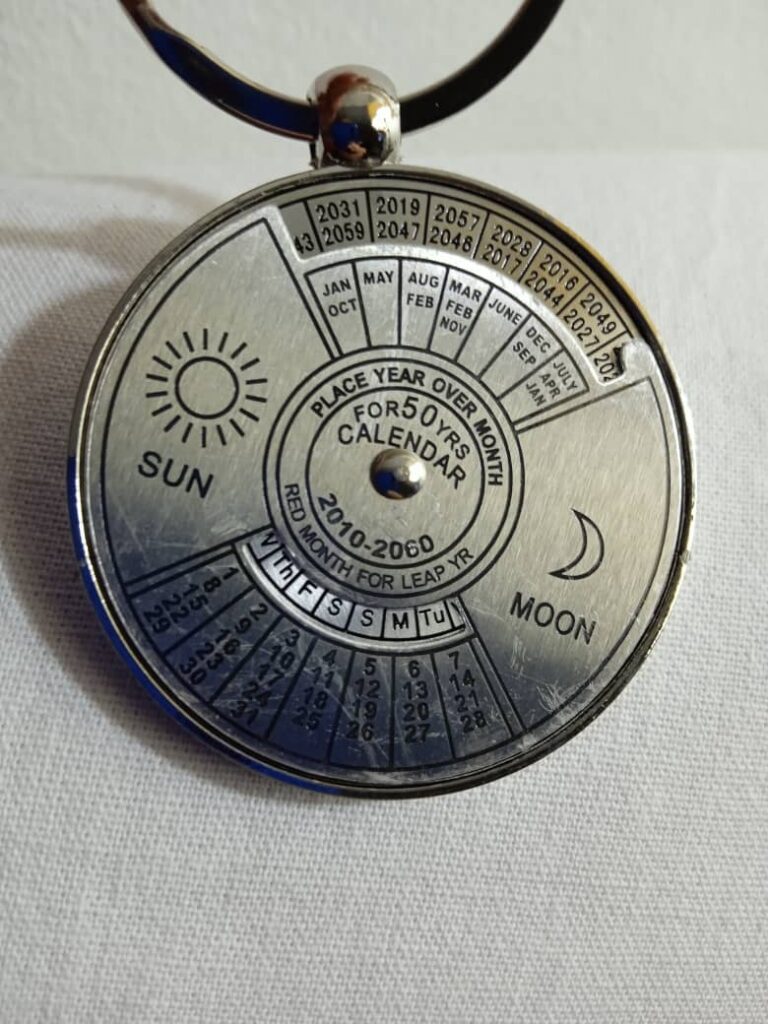 2031 2019 2057 2028 2016 2049
43 2059 2047 2048 2017 2044 2027
JAN MAY AUG MAR JUNE DEC JULY
OCT FEB FEB SEP APR
NOV JAN
PLACE YEAR OVER MONTH
FOR 50 YRS
CALENDAR
2010-2060
RED MONTH FOR LEAP YR
SUN
MOON
Th F S S M Tu
1 2 3 4 5 6 7
8 9 10 11 12 13 14
15 16 17 18 19 20 21
22 23 24 25 26 27 28
29 30 31